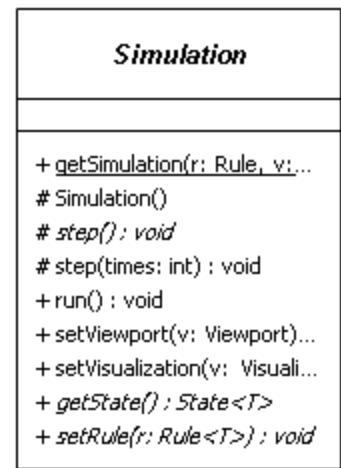 Simulation
+ getSimulation(r: Rule, v:...
# Simulation()
# step() : void
# step(times: int) : void
+ run() : void
+ setViewport(v: Viewport)...
+ setVisualization(v: Visuali...
+ getState() : State<T>
+ setRule(r: Rule<T>) : void